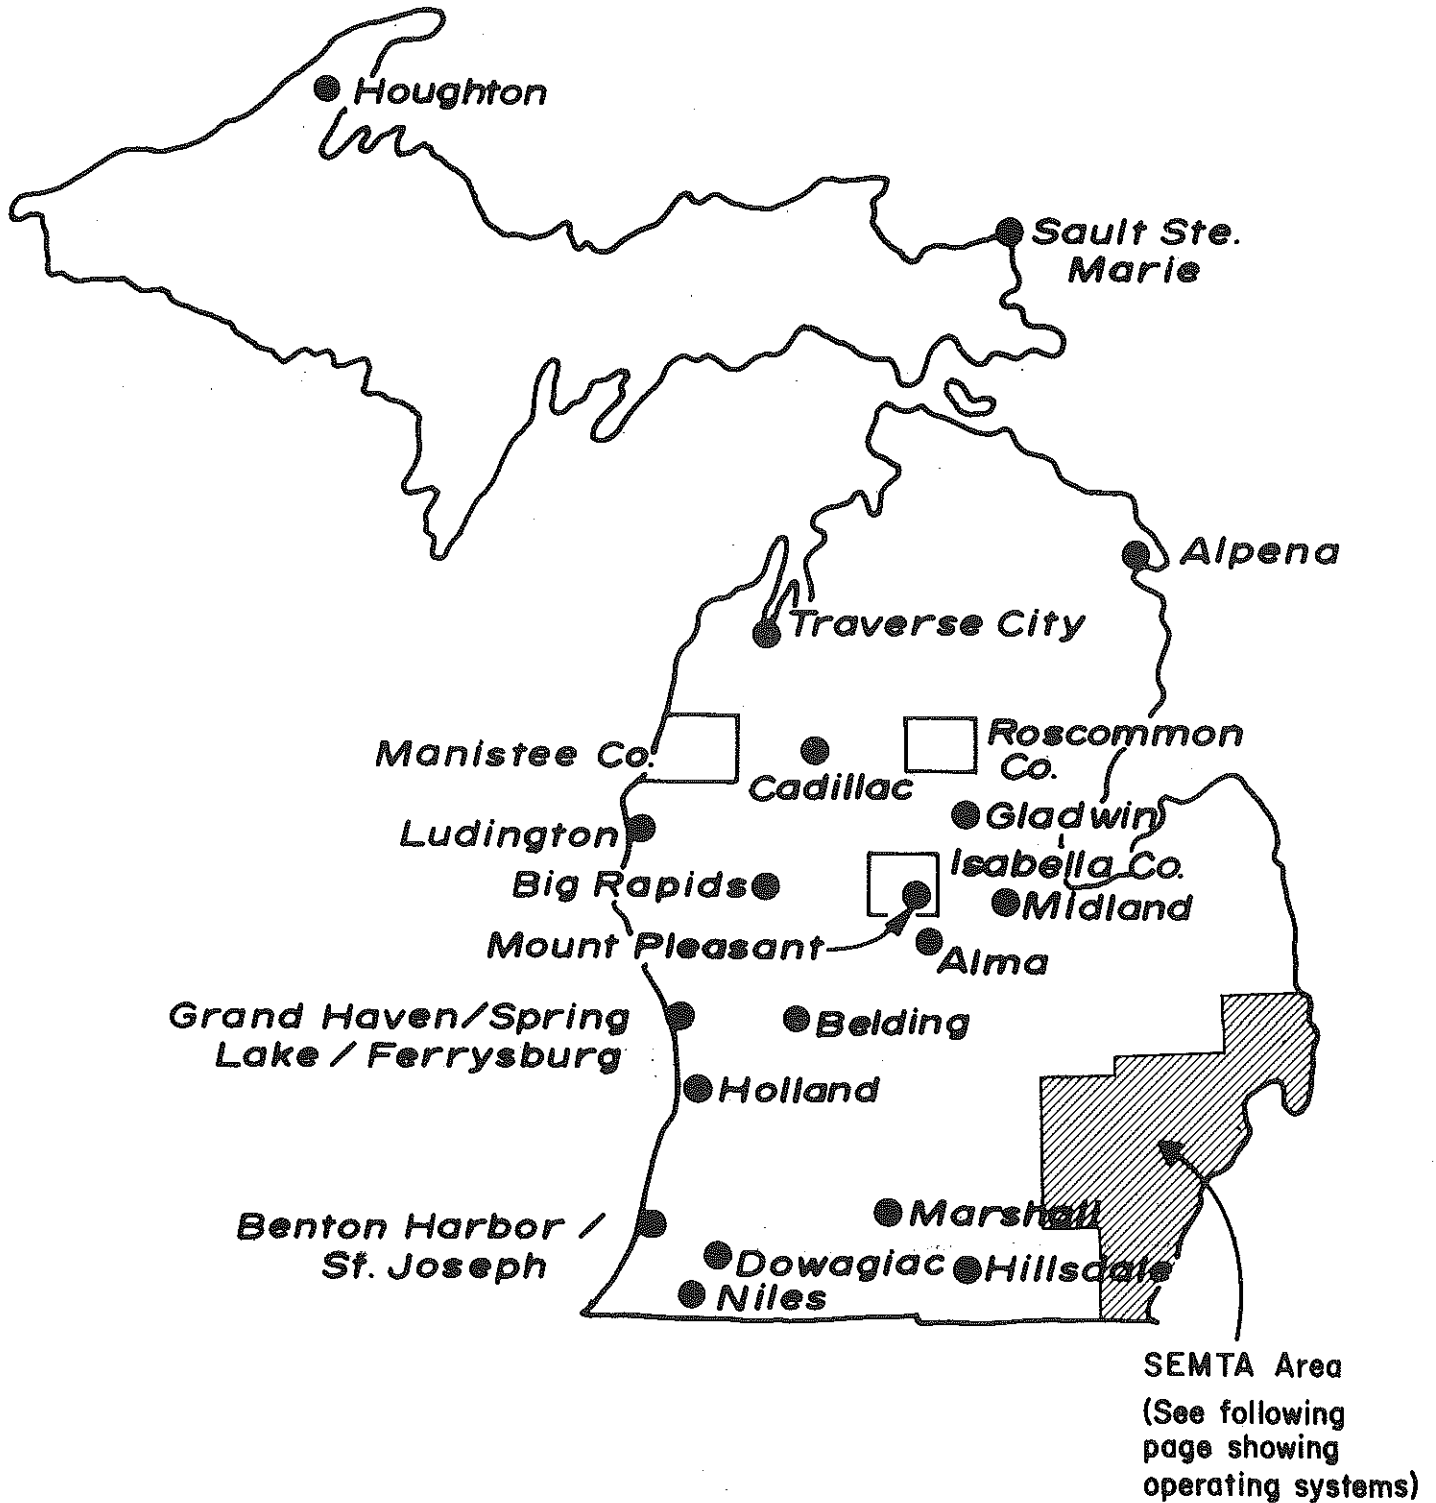 Houghton
Sault Ste.
Marie
Alpena
Traverse City
Manistee Co.
Cadillac
Roscommon
Co.
Ludington
Gladwin
Big Rapids
Isabella Co.
Midland
Mount Pleasant
Alma
Grand Haven/Spring
Lake / Ferrysburg
Belding
Holland
Benton Harbor /
St. Joseph
Marshall
Dowagiac
Hillsdale
Niles
SEMTA Area
(See following
page showing
operating systems)